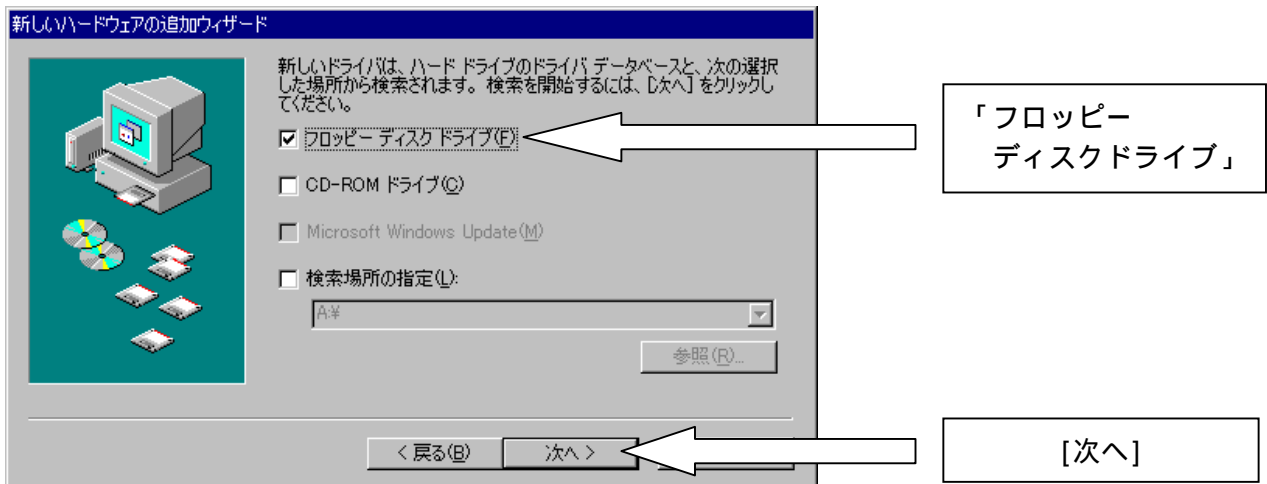 新しいハードウェアの追加ウィザード
新しいドライバは、ハード ドライブのドライバ データベースと、次の選択
した場所から検索されます。検索を開始するには、[次へ] をクリックし
てください。
フロッピー ディスク ドライブ(F)
「フロッピー
ディスクドライブ」
CD-ROM ドライブ(C)
Microsoft Windows Update(M)
検索場所の指定(L):
A:¥
参照(R)...
< 戻る(B)
次へ >
[次へ]